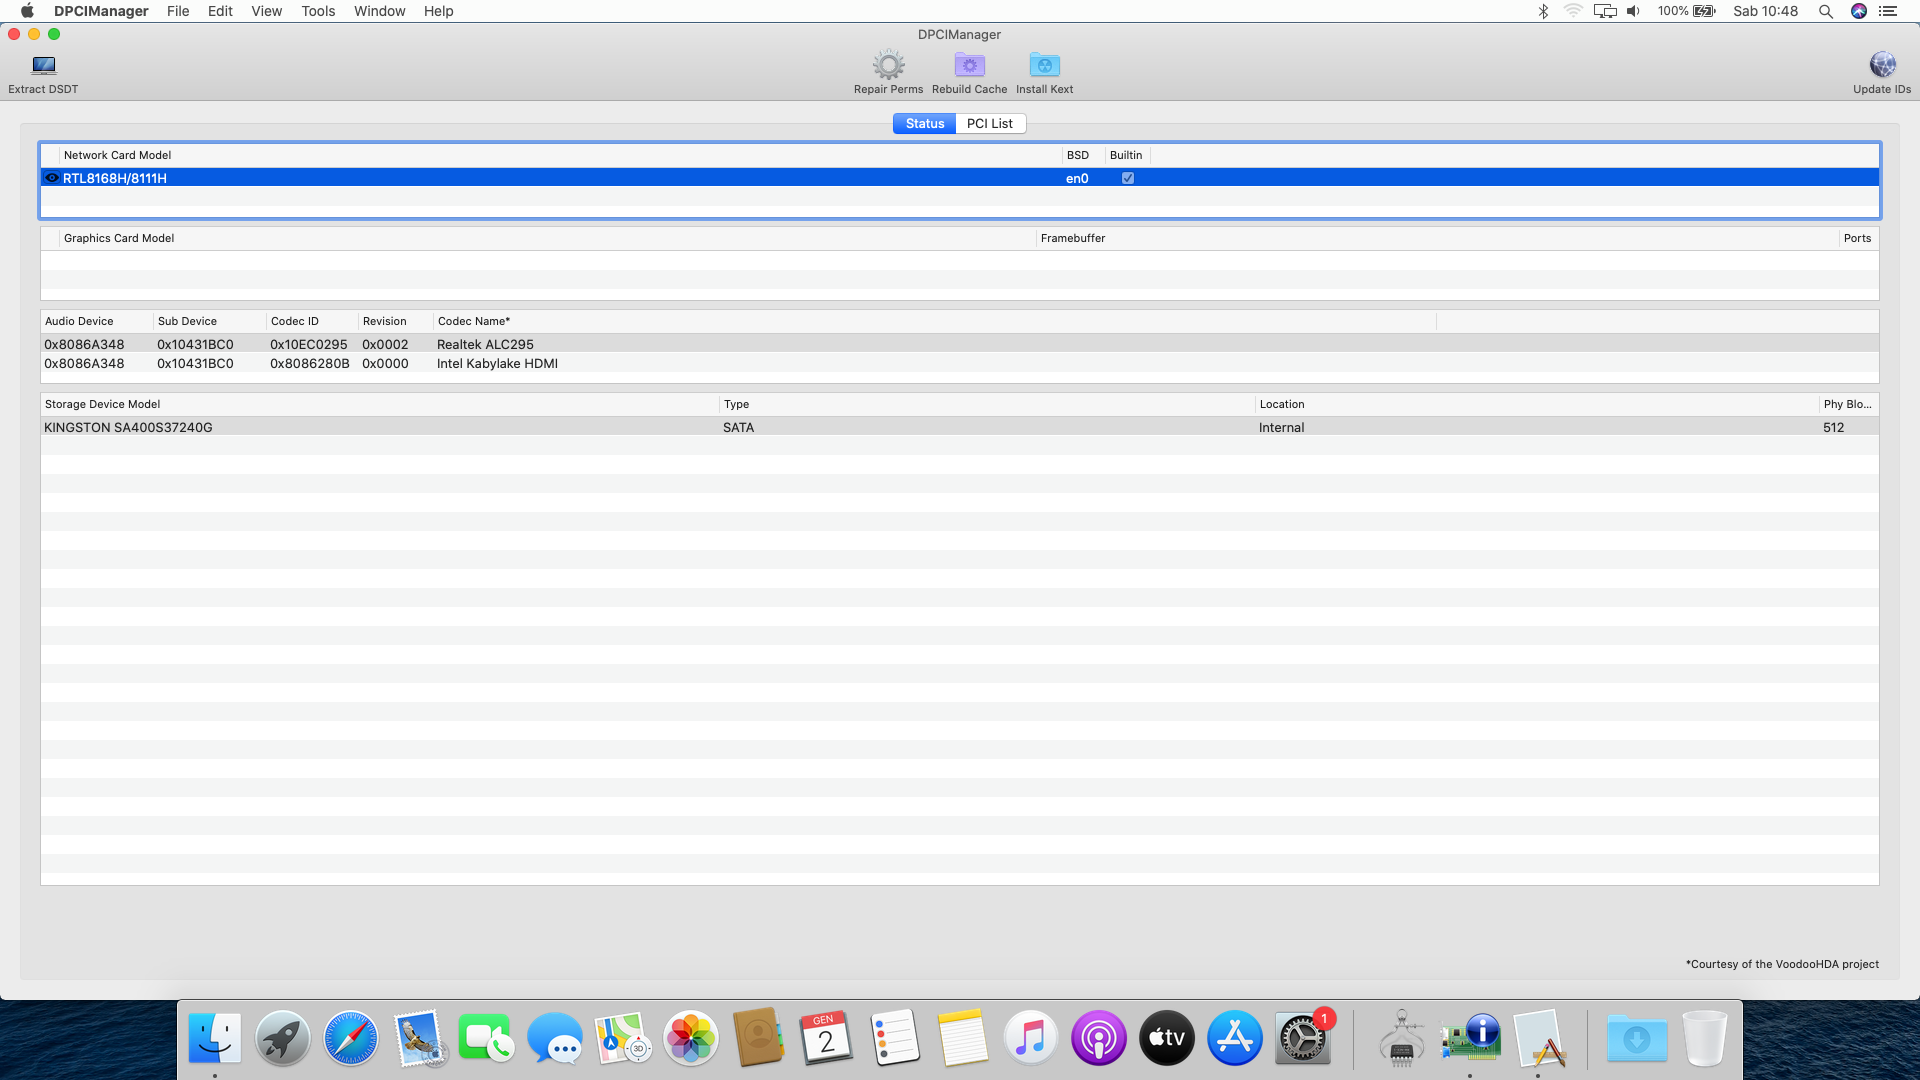 DPCIManager File Edit View Tools Window Help 100% Sab 10:48
DPCIManager
Extract DSDT Repair Perms Rebuild Cache Install Kext Update IDs
Status PCI List
Network Card Model BSD Builtin
RTL8168H/8111H en0
Graphics Card Model Framebuffer Ports
Audio Device Sub Device Codec ID Revision Codec Name*
0x8086A348 0x10431BC0 0x10EC0295 0x0002 Realtek ALC295
0x8086A348 0x10431BC0 0x8086280B 0x0000 Intel Kabylake HDMI
Storage Device Model Type Location Phy Blo...
KINGSTON SA400S37240G SATA Internal 512
*Courtesy of the VoodooHDA project
GEN
2
3D
tv
1